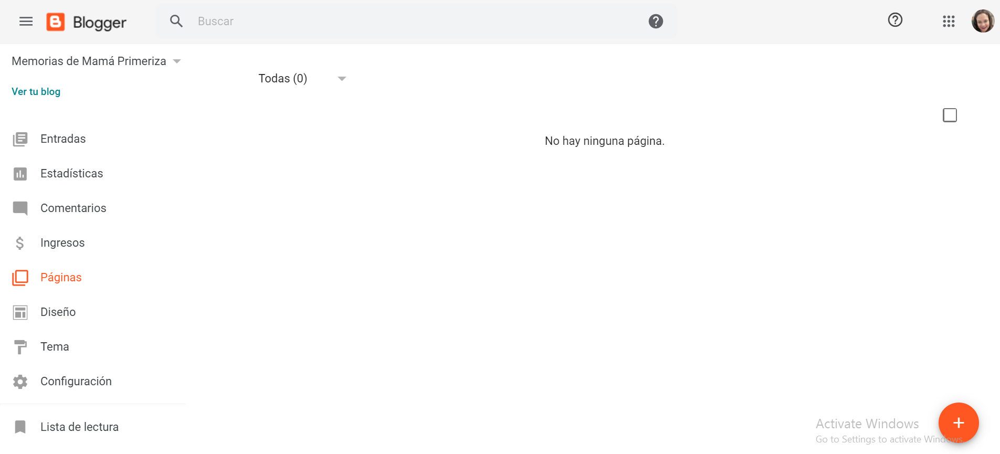 Blogger
Buscar
Memorias de Mamá Primeriza
Todas (0)
Ver tu blog
No hay ninguna página.
Entradas
Estadísticas
Comentarios
Ingresos
Páginas
Diseño
Tema
Configuración
Lista de lectura
Activate Windows
Go to Settings to activate Windows.